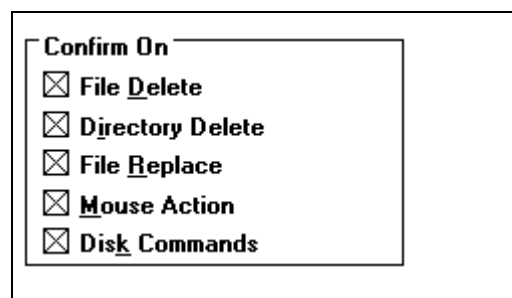 Confirm On
File Delete
Directory Delete
File Replace
Mouse Action
Disk Commands